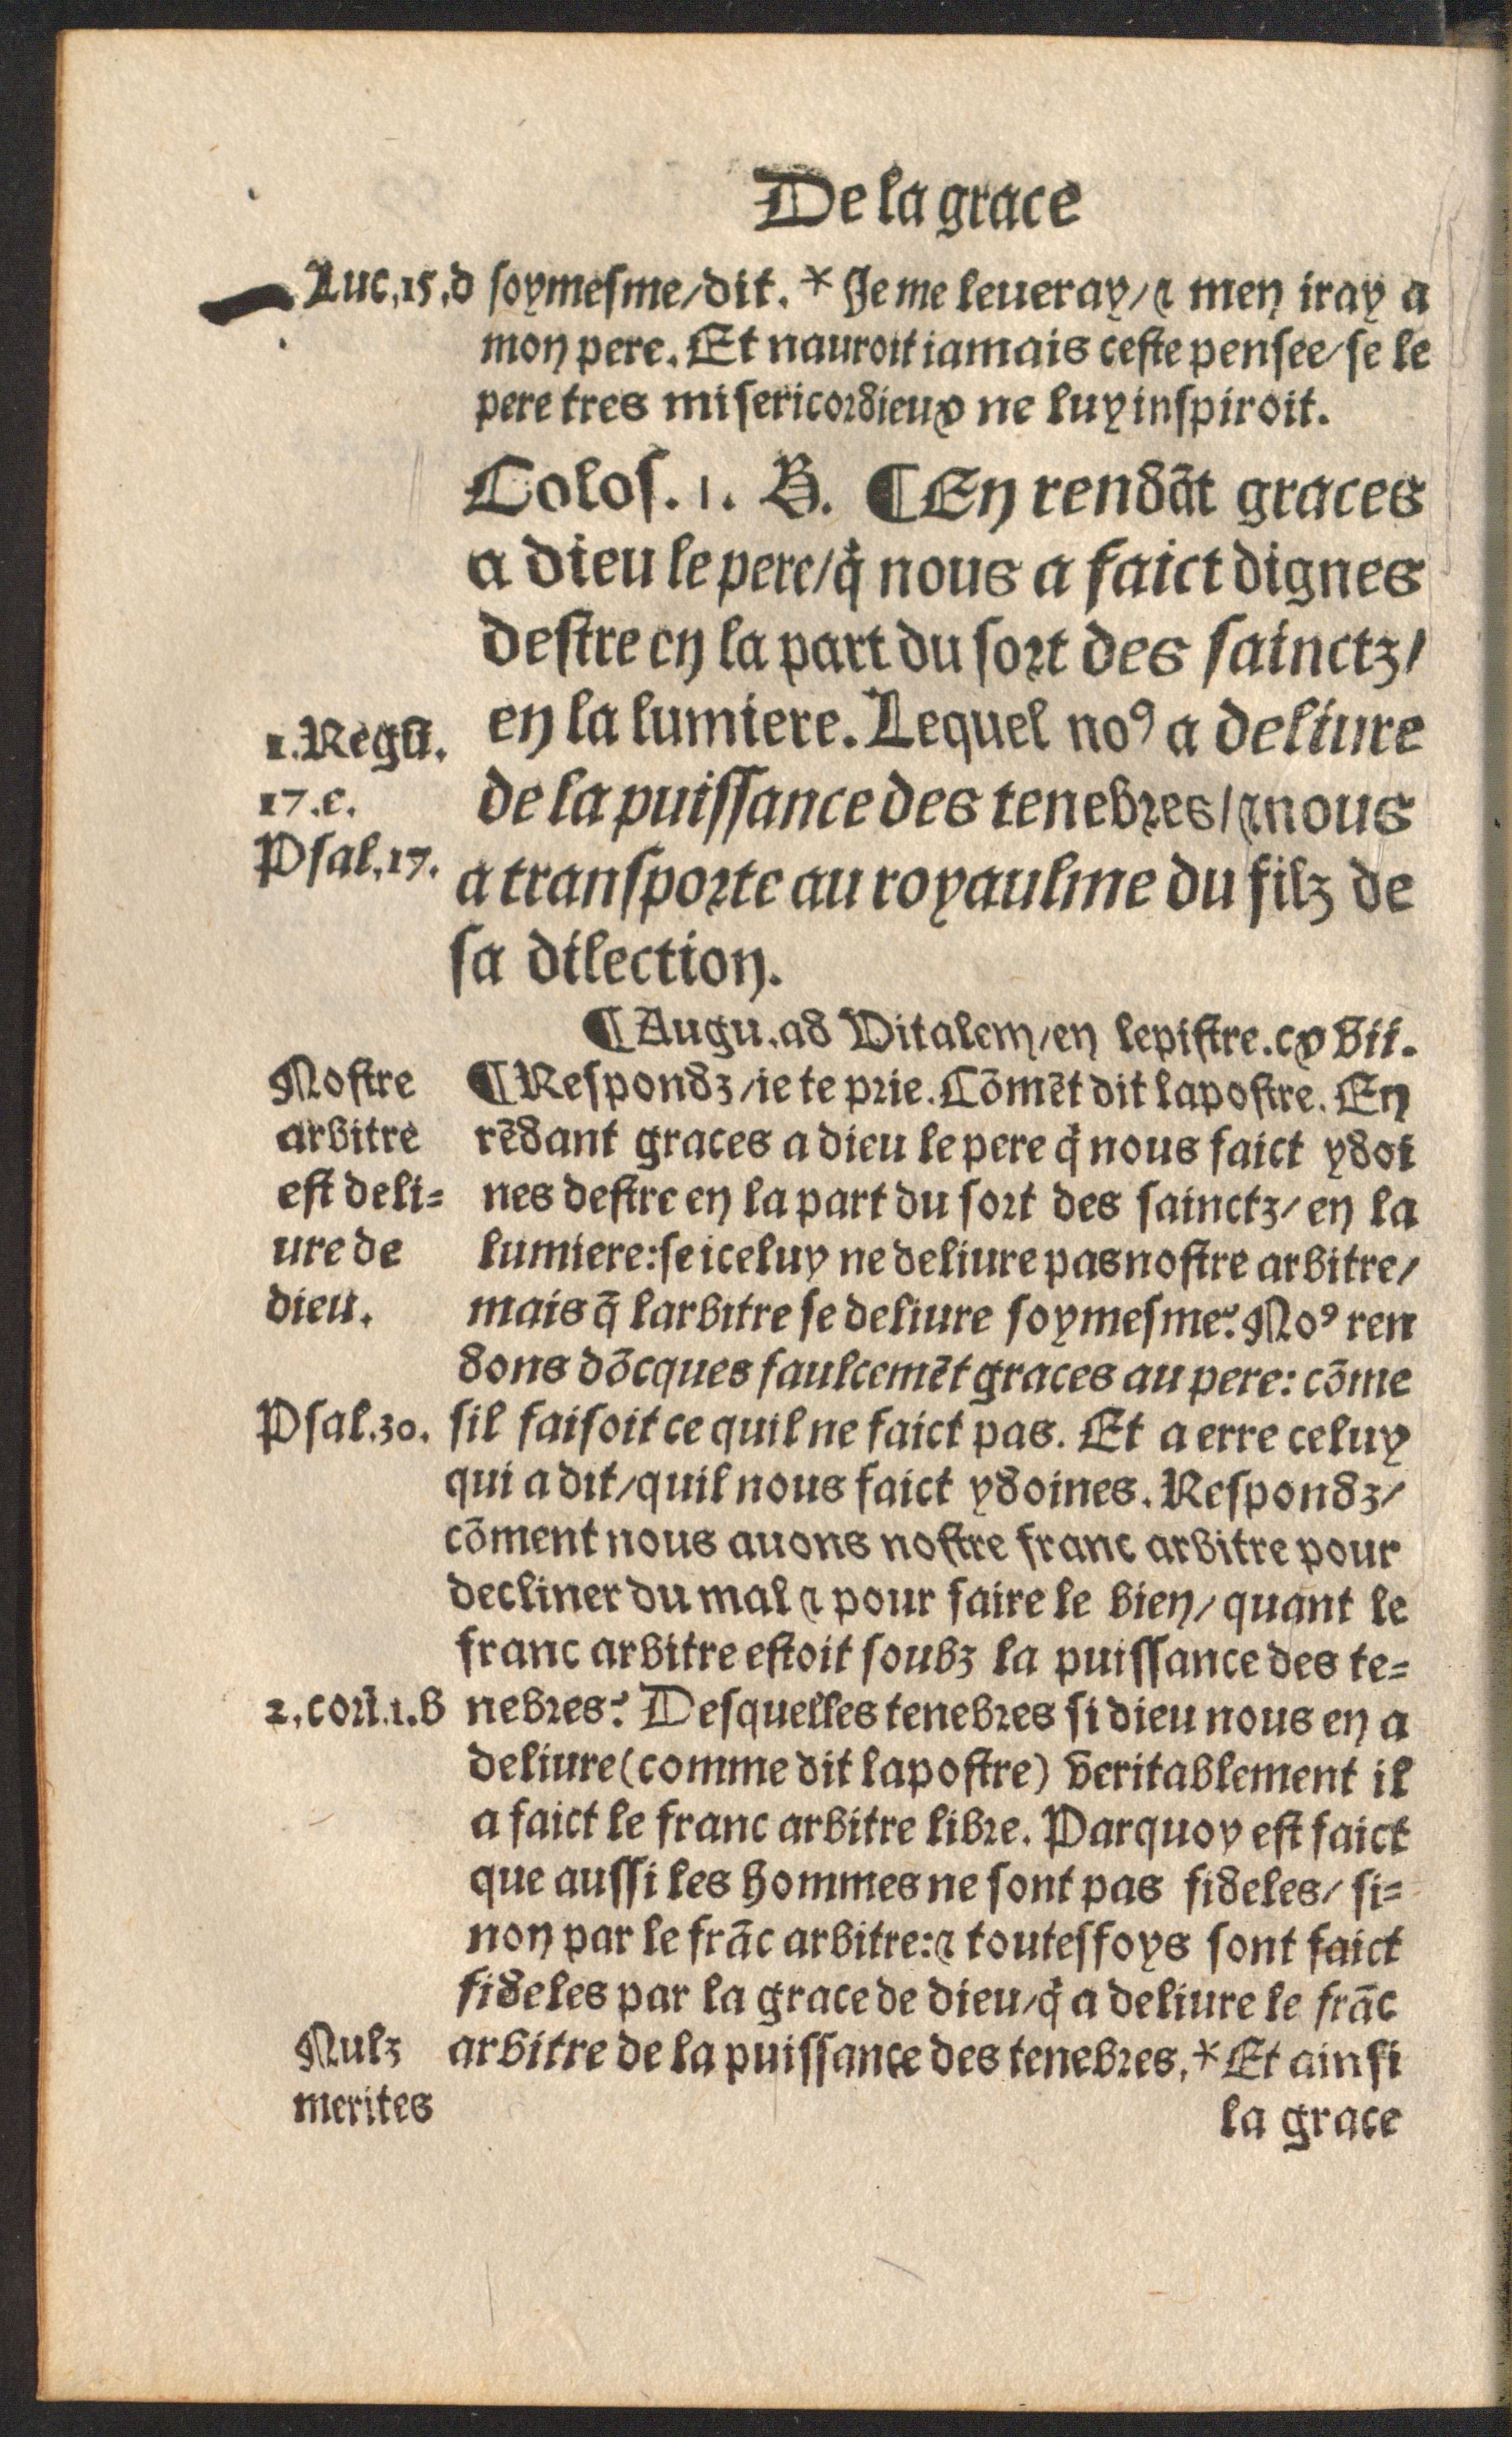 De la grace
Luc.15.d soymesme/dit. * Je me leueray/⁊ men iray a
mon pere. Et nauroit iamais ceste pensee/se le
pere tres misericordieux ne luy inspiroit.
Colos. 1. B. ¶En rendāt graces
a dieu le pere/q̇ nous a faict dignes
destre en la part du sort des sainctz/
en la lumiere. Lequel noꝰ a deliure
1.Regū.
17.c.
Psal.17.
de la puissance des tenebres/⁊ nous
a transporte au royaulme du filz de
sa dilection.
¶Augu.ad Vitalem/en lepistre.cxvii.
Nostre
arbitre
est deli=
ure de
dieu.
¶Respondz/ie te prie. Cōmēt dit lapostre. En
rēdant graces a dieu le pere q̇ nous faict ydoi
nes destre en la part du sort des sainctz/en la
lumiere:se iceluy ne deliure pas nostre arbitre/
mais q̄ larbitre se deliure soymesme? Noꝰ ren
dons dōcques faulcemēt graces au pere: cōme
Psal.30. sil faisoit ce quil ne faict pas. Et a erre celuy
qui a dit/quil nous faict ydoines. Respondz/
cōment nous auons nostre franc arbitre pour
decliner du mal ⁊ pour faire le bien/quant le
franc arbitre estoit soubz la puissance des te=
2.cori.1.b nebres? Desquelles tenebres si dieu nous en a
deliure (comme dit lapostre) veritablement il
a faict le franc arbitre libre. Parquoy est faict
que aussi les hommes ne sont pas fideles/si=
non par le frāc arbitre:⁊ toutesfoys sont faict
fideles par la grace de dieu/q̇ a deliure le frāc
Nulz
merites
arbitre de la puissance des tenebres.* Et ainsi
la grace